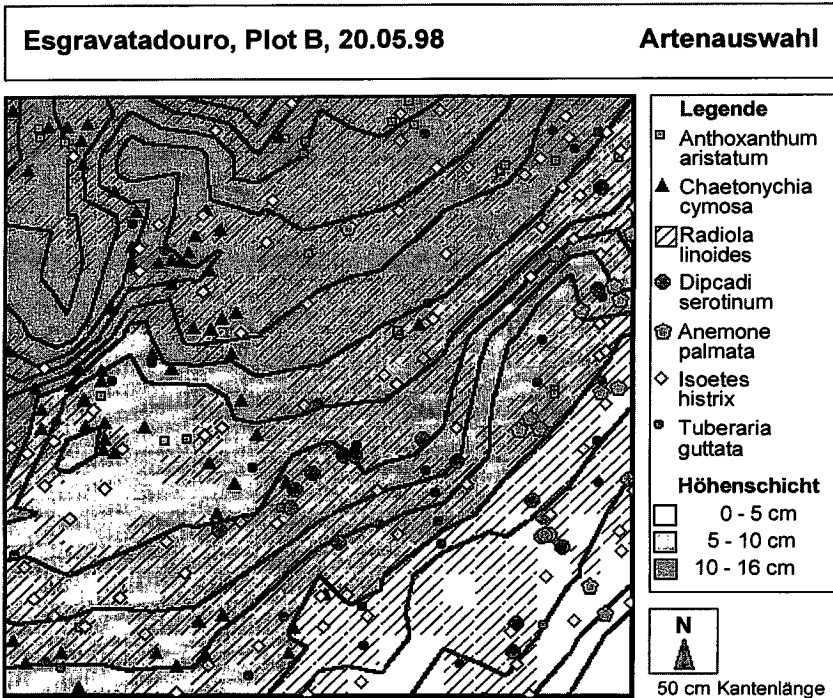 Esgravatadouro, Plot B, 20.05.98 Artenauswahl
Legende
Anthoxanthum
aristatum
Chaetonychia
cymosa
Radiola
linoides
Dipcadi
serotinum
Anemone
palmata
Isoetes
histrix
Tuberaria
guttata
Höhenschicht
0 - 5 cm
5 - 10 cm
10 - 16 cm
N
50 cm Kantenlänge